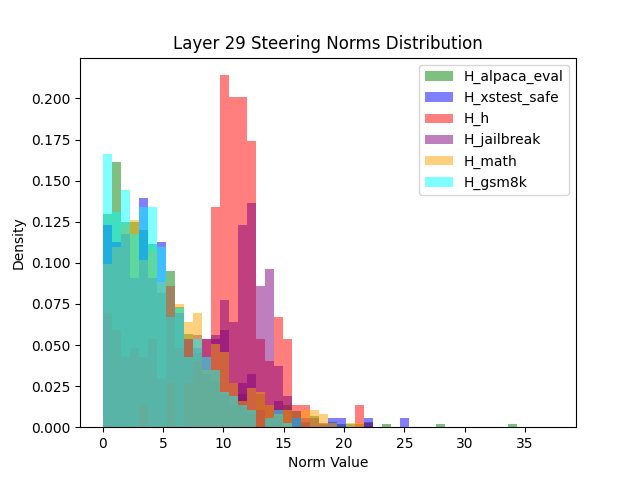 Layer 29 Steering Norms Distribution
H_alpaca_eval
H_xstest_safe
H_h
H_jailbreak
H_math
H_gsm8k
Density
0.200
0.175
0.150
0.125
0.100
0.075
0.050
0.025
0.000
0
5
10
15
20
25
30
35
Norm Value